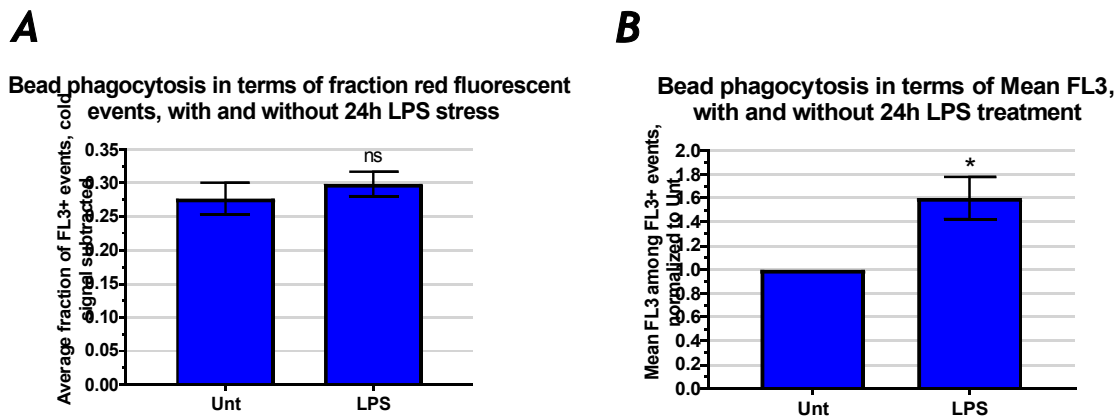 A
Bead phagocytosis in terms of fraction red fluorescent
events, with and without 24h LPS stress
Average fraction of FL3+ events, cold
signal subtracted
0.35
0.30
0.25
0.20
0.15
0.10
0.05
0.00
ns
Unt
LPS
B
Bead phagocytosis in terms of Mean FL3,
with and without 24h LPS treatment
Mean FL3 among FL3+ events,
normalized to Unt
2.0
1.8
1.6
1.4
1.2
1.0
0.8
0.6
0.4
0.2
0.0
*
Unt
LPS